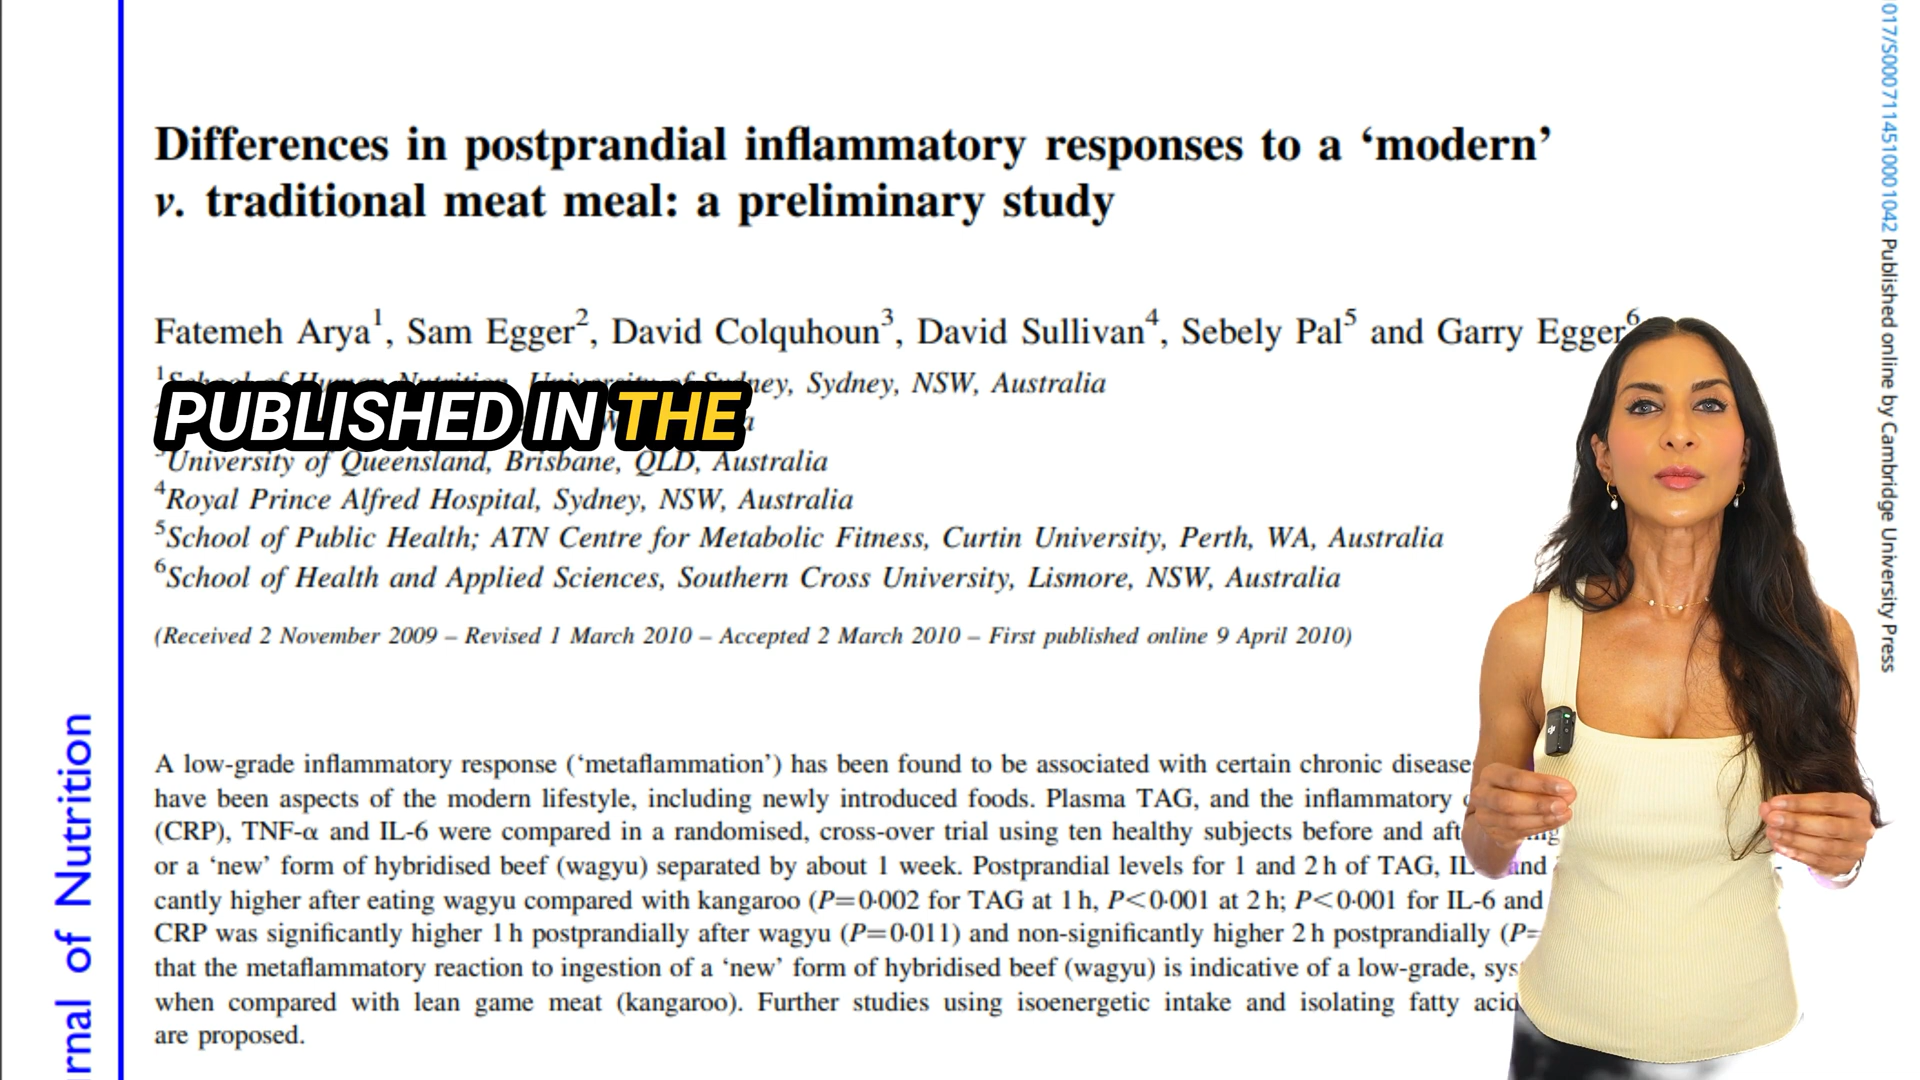 Differences in postprandial inflammatory responses to a ‘modern’
v. traditional meat meal: a preliminary study
Fatemeh Arya1, Sam Egger2, David Colquhoun3, David Sullivan4, Sebely Pal5 and Garry Egger6
1School of Human Nutrition, University of Sydney, Sydney, NSW, Australia
PUBLISHED IN THE
3University of Queensland, Brisbane, QLD, Australia
4Royal Prince Alfred Hospital, Sydney, NSW, Australia
5School of Public Health; ATN Centre for Metabolic Fitness, Curtin University, Perth, WA, Australia
6School of Health and Applied Sciences, Southern Cross University, Lismore, NSW, Australia
(Received 2 November 2009 – Revised 1 March 2010 – Accepted 2 March 2010 – First published online 9 April 2010)
A low-grade inflammatory response (‘metaflammation’) has been found to be associated with certain chronic disease
have been aspects of the modern lifestyle, including newly introduced foods. Plasma TAG, and the inflammatory
(CRP), TNF-α and IL-6 were compared in a randomised, cross-over trial using ten healthy subjects before and
or a ‘new’ form of hybridised beef (wagyu) separated by about 1 week. Postprandial levels for 1 and 2 h of TAG, and
cantly higher after eating wagyu compared with kangaroo (P=0·002 for TAG at 1 h, P<0·001 at 2 h; P<0·001 for IL-6 and
CRP was significantly higher 1 h postprandially after wagyu (P=0·011) and non-significantly higher 2 h postprandially (P=
that the metaflammatory reaction to ingestion of a ‘new’ form of hybridised beef (wagyu) is indicative of a low-grade, sys
when compared with lean game meat (kangaroo). Further studies using isoenergetic intake and isolating fatty acid
are proposed.
rnal of Nutrition
017/S0007114510001042 Published online by Cambridge University Press